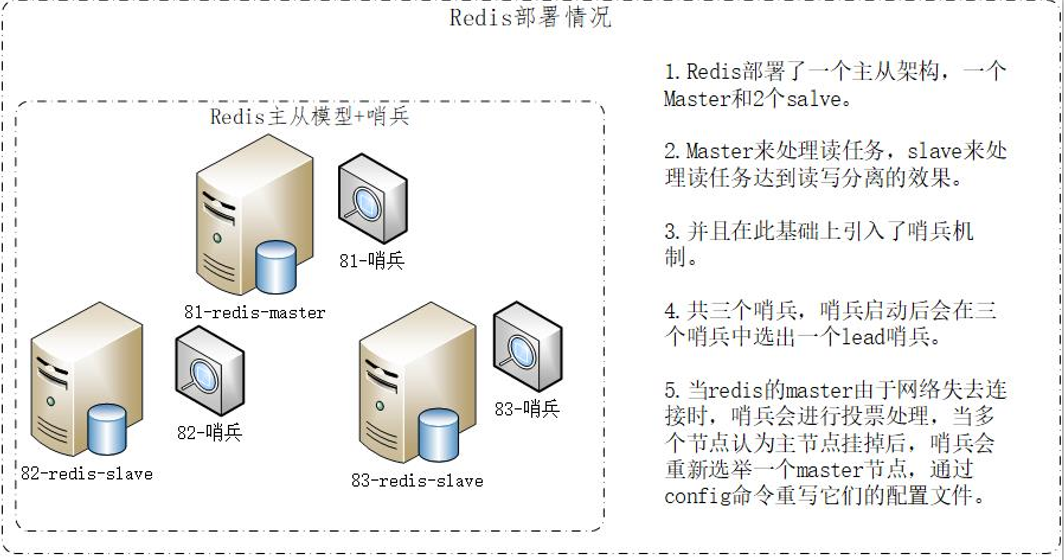 Redis部署情况
Redis主从模型+哨兵
81-哨兵
81-redis-master
82-哨兵
82-redis-slave
83-哨兵
83-redis-slave
1.Redis部署了一个主从架构，一个
Master和2个salve。
2.Master来处理读任务，slave来处
理读任务达到读写分离的效果。
3.并且在此基础上引入了哨兵机
制。
4.共三个哨兵，哨兵启动后会在三
个哨兵中选出一个lead哨兵。
5.当redis的master由于网络失去连
接时，哨兵会进行投票处理，当多
个节点认为主节点挂掉后，哨兵会
重新选举一个master节点，通过
config命令重写它们的配置文件。